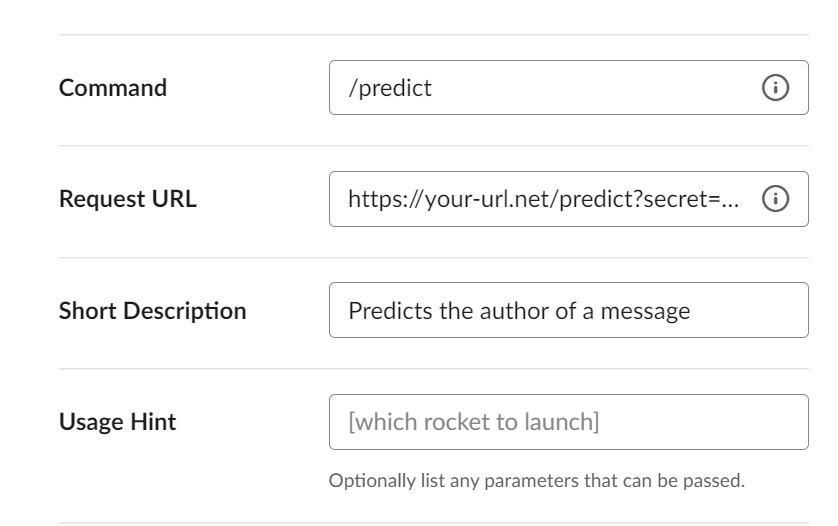 Command
/predict
Request URL
https://your-url.net/predict?secret=...
Short Description
Predicts the author of a message
Usage Hint
[which rocket to launch]
Optionally list any parameters that can be passed.